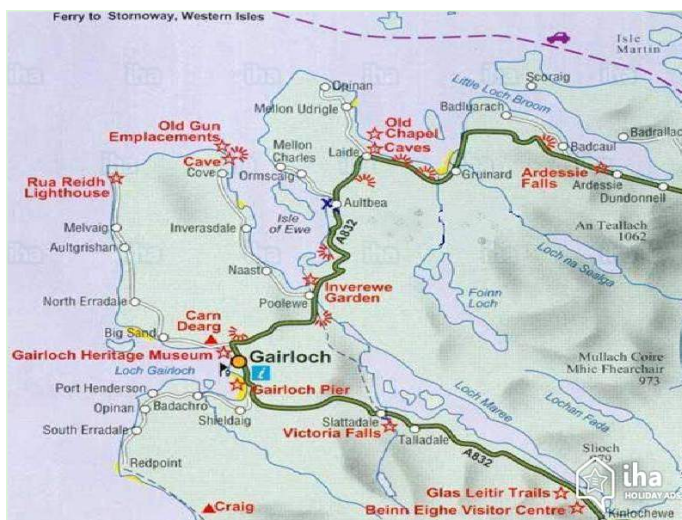 Ferry to Stornoway, Western Isles
Isle
Martin
Opinan
Scoraig
Little Loch Broom
Mellon Udrigle
Badluarach
Old Gun
Emplacements
Old
Chapel
Caves
Mellon
Charles
Laide
Badcaul
Badrallach
Cave
Cove
Ormscaig
Gruinard
Ardessie
Falls
Ardessie
Dundonnell
Rua Reidh
Lighthouse
Isle
of Ewe
Aultbea
A832
Melvaig
Inverasdale
An Teallach
1062
Aultgrishan
Loch na Sealga
Naast
Inverewe
Garden
Foinn
Loch
North Erradale
Poolewe
Carn
Dearg
Big Sand
Gairloch Heritage Museum
Gairloch
i
Mullach Coire
Mhic Fhearchair
973
Loch Gairloch
Port Henderson
Gairloch Pier
Loch Maree
Lochan Fada
Opinan
Badachro
Shieldaig
Slattadale
Victoria Falls
Talladale
South Erradale
A832
Slioch
979
Redpoint
Glas Leitir Trails
Craig
Beinn Eighe Visitor Centre
Kinlochewe
iha
HOLIDAY ADS